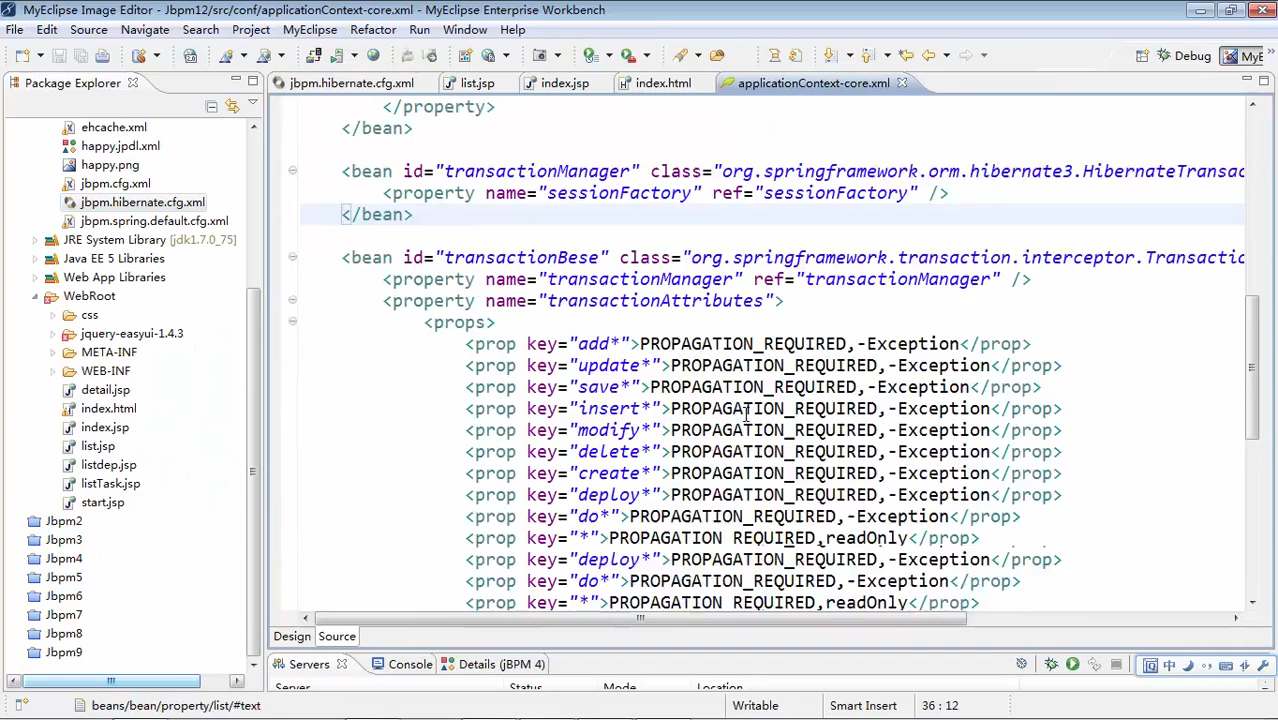 MyEclipse Image Editor - Jbpm12/src/conf/applicationContext-core.xml - MyEclipse Enterprise Workbench
File Edit Source Navigate Search Project MyEclipse Refactor Run Window Help
Debug MyE
Package Explorer
jbpm.hibernate.cfg.xml list.jsp index.jsp index.html applicationContext-core.xml
ehcache.xml
happy.jpdl.xml
happy.png
jbpm.cfg.xml
jbpm.hibernate.cfg.xml
jbpm.spring.default.cfg.xml
JRE System Library [jdk1.7.0_75]
Java EE 5 Libraries
Web App Libraries
WebRoot
css
jquery-easyui-1.4.3
META-INF
WEB-INF
detail.jsp
index.html
index.jsp
list.jsp
listdep.jsp
listTask.jsp
start.jsp
Jbpm2
Jbpm3
Jbpm4
Jbpm5
Jbpm6
Jbpm7
Jbpm8
Jbpm9
</property>
</bean>
<bean id="transactionManager" class="org.springframework.orm.hibernate3.HibernateTransac
<property name="sessionFactory" ref="sessionFactory" />
</bean>
<bean id="transactionBese" class="org.springframework.transaction.interceptor.Transactio
<property name="transactionManager" ref="transactionManager" />
<property name="transactionAttributes">
<props>
<prop key="add*">PROPAGATION_REQUIRED,-Exception</prop>
<prop key="update*">PROPAGATION_REQUIRED,-Exception</prop>
<prop key="save*">PROPAGATION_REQUIRED,-Exception</prop>
<prop key="insert*">PROPAGATION_REQUIRED,-Exception</prop>
<prop key="modify*">PROPAGATION_REQUIRED,-Exception</prop>
<prop key="delete*">PROPAGATION_REQUIRED,-Exception</prop>
<prop key="create*">PROPAGATION_REQUIRED,-Exception</prop>
<prop key="deploy*">PROPAGATION_REQUIRED,-Exception</prop>
<prop key="do*">PROPAGATION_REQUIRED,-Exception</prop>
<prop key="*">PROPAGATION_REQUIRED,readOnly</prop>
<prop key="deploy*">PROPAGATION_REQUIRED,-Exception</prop>
<prop key="do*">PROPAGATION_REQUIRED,-Exception</prop>
<prop key="*">PROPAGATION_REQUIRED,readOnly</prop>
Design Source
Servers Console Details (jBPM 4)
Server Status Mode Location
中
beans/bean/property/list/#text Writable Smart Insert 36 : 12